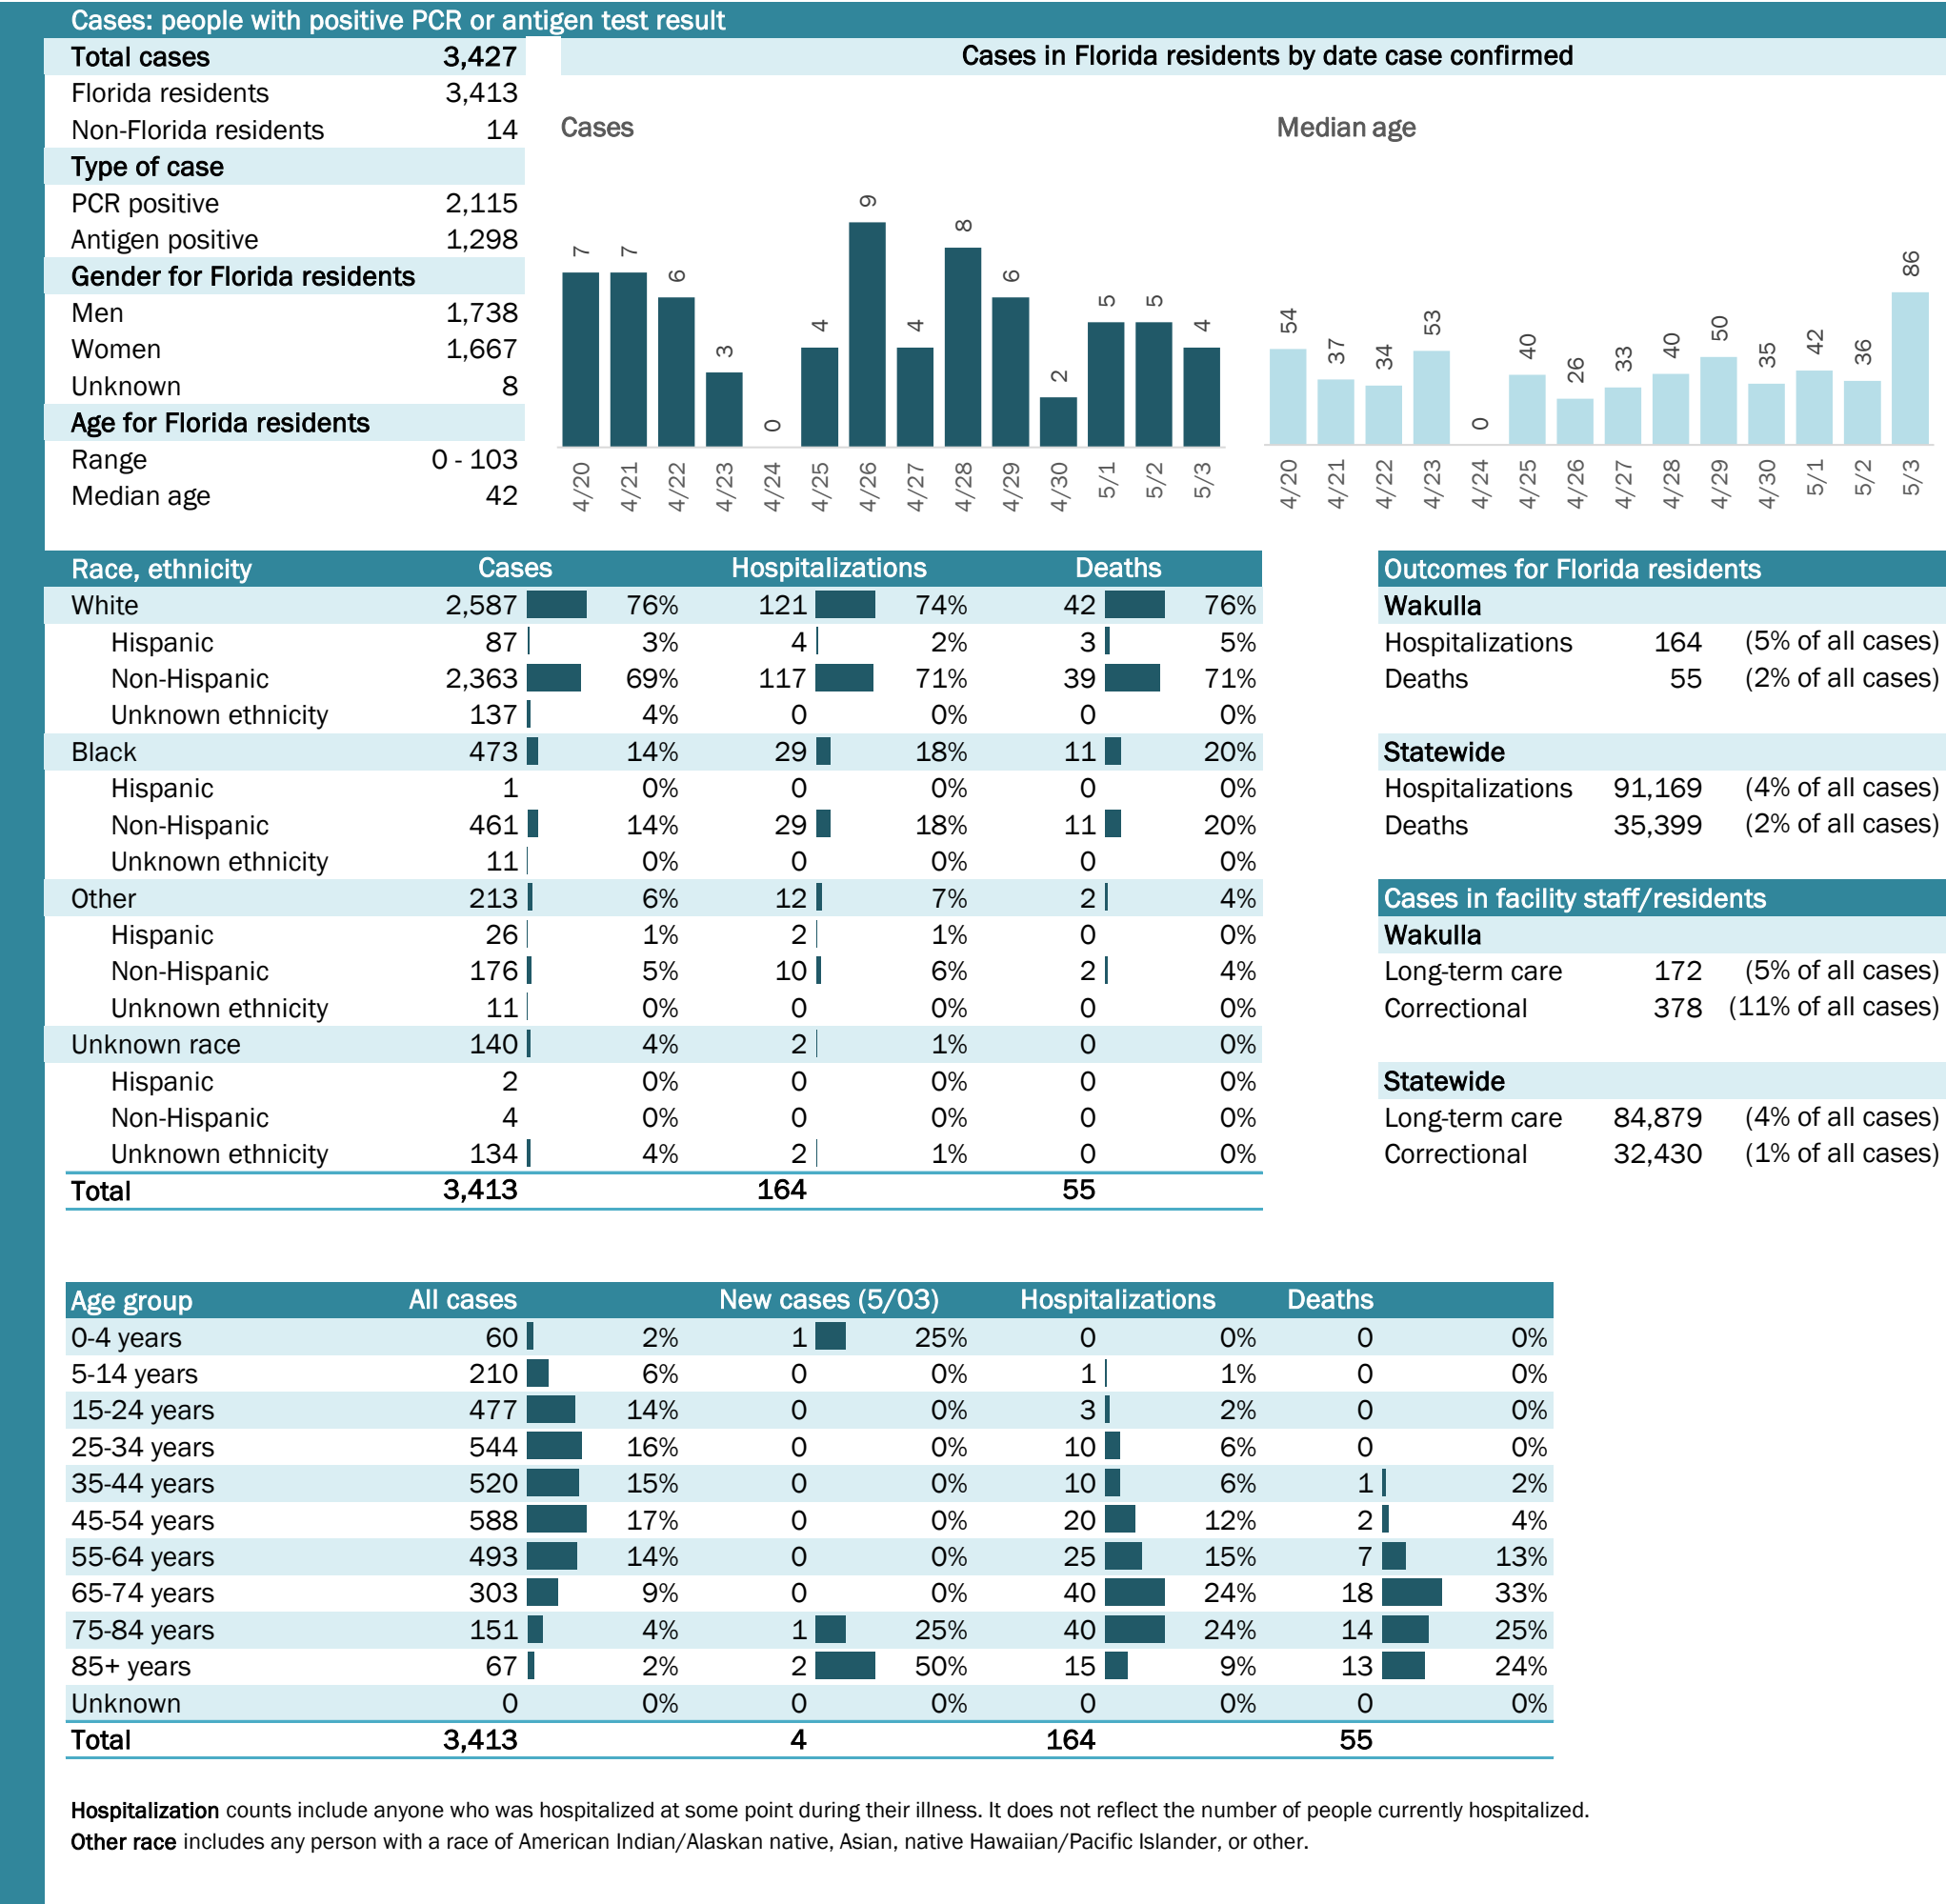 Cases: people with positive PCR or antigen test result
Total cases 3,427
Florida residents 3,413
Non-Florida residents 14
Type of case
PCR positive 2,115
Antigen positive 1,298
Gender for Florida residents
Men 1,738
Women 1,667
Unknown 8
Age for Florida residents
Range 0 - 103
Median age 42
Cases in Florida residents by date case confirmed
Cases
7 7 6 3 0 4 9 4 8 6 2 5 5 4
4/20 4/21 4/22 4/23 4/24 4/25 4/26 4/27 4/28 4/29 4/30 5/1 5/2 5/3
Median age
54 37 34 53 0 40 26 33 40 50 35 42 36 86
4/20 4/21 4/22 4/23 4/24 4/25 4/26 4/27 4/28 4/29 4/30 5/1 5/2 5/3
Race, ethnicity Cases Hospitalizations Deaths
White 2,587 76% 121 74% 42 76%
Hispanic 87 3% 4 2% 3 5%
Non-Hispanic 2,363 69% 117 71% 39 71%
Unknown ethnicity 137 4% 0 0% 0 0%
Black 473 14% 29 18% 11 20%
Hispanic 1 0% 0 0% 0 0%
Non-Hispanic 461 14% 29 18% 11 20%
Unknown ethnicity 11 0% 0 0% 0 0%
Other 213 6% 12 7% 2 4%
Hispanic 26 1% 2 1% 0 0%
Non-Hispanic 176 5% 10 6% 2 4%
Unknown ethnicity 11 0% 0 0% 0 0%
Unknown race 140 4% 2 1% 0 0%
Hispanic 2 0% 0 0% 0 0%
Non-Hispanic 4 0% 0 0% 0 0%
Unknown ethnicity 134 4% 2 1% 0 0%
Total 3,413 164 55
Outcomes for Florida residents
Wakulla
Hospitalizations 164 (5% of all cases)
Deaths 55 (2% of all cases)
Statewide
Hospitalizations 91,169 (4% of all cases)
Deaths 35,399 (2% of all cases)
Cases in facility staff/residents
Wakulla
Long-term care 172 (5% of all cases)
Correctional 378 (11% of all cases)
Statewide
Long-term care 84,879 (4% of all cases)
Correctional 32,430 (1% of all cases)
Age group All cases New cases (5/03) Hospitalizations Deaths
0-4 years 60 2% 1 25% 0 0% 0 0%
5-14 years 210 6% 0 0% 1 1% 0 0%
15-24 years 477 14% 0 0% 3 2% 0 0%
25-34 years 544 16% 0 0% 10 6% 0 0%
35-44 years 520 15% 0 0% 10 6% 1 2%
45-54 years 588 17% 0 0% 20 12% 2 4%
55-64 years 493 14% 0 0% 25 15% 7 13%
65-74 years 303 9% 0 0% 40 24% 18 33%
75-84 years 151 4% 1 25% 40 24% 14 25%
85+ years 67 2% 2 50% 15 9% 13 24%
Unknown 0 0% 0 0% 0 0% 0 0%
Total 3,413 4 164 55
Hospitalization counts include anyone who was hospitalized at some point during their illness. It does not reflect the number of people currently hospitalized.
Other race includes any person with a race of American Indian/Alaskan native, Asian, native Hawaiian/Pacific Islander, or other.